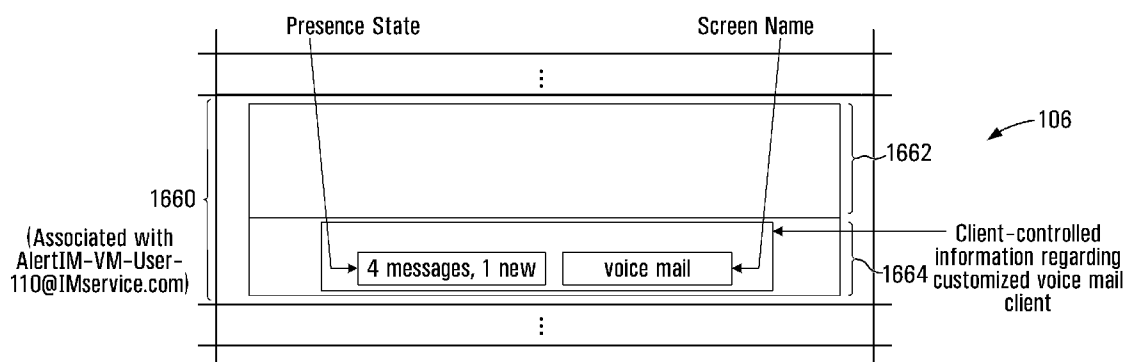 Presence State
Screen Name
106
1662
1660
(Associated with
AlertIM-VM-User-
110@IMservice.com)
4 messages, 1 new
voice mail
1664
Client-controlled
information regarding
customized voice mail
client